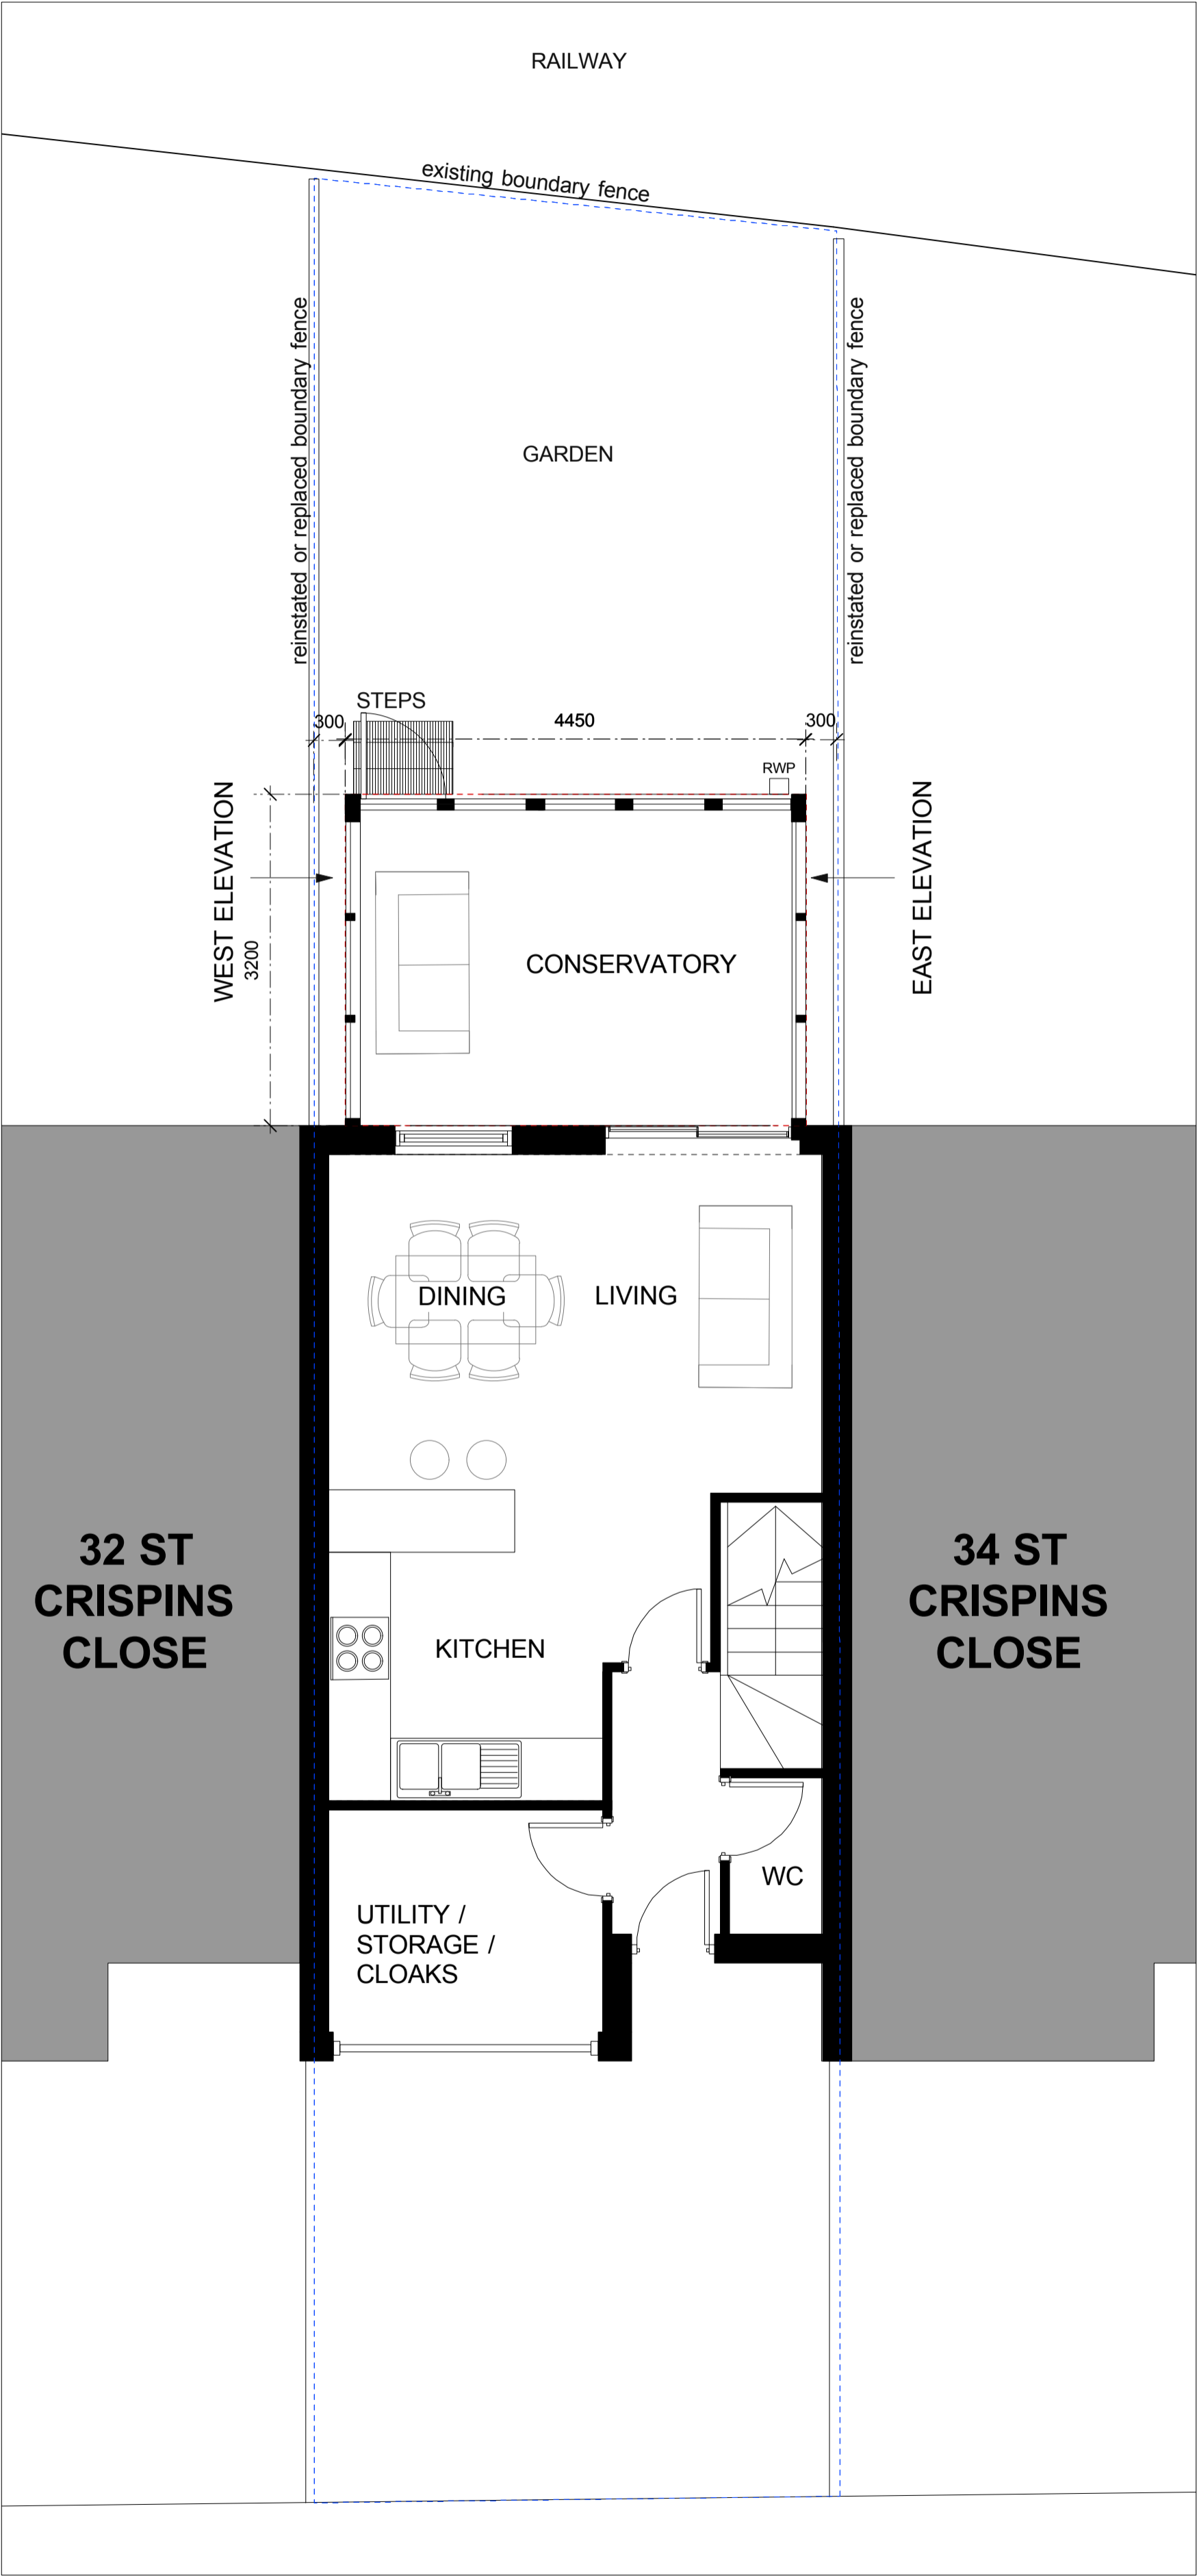 RAILWAY
existing boundary fence
reinstated or replaced boundary fence
reinstated or replaced boundary fence
GARDEN
STEPS
300
4450
300
RWP
WEST ELEVATION
3200
EAST ELEVATION
CONSERVATORY
DINING
LIVING
32 ST
CRISPINS
CLOSE
34 ST
CRISPINS
CLOSE
KITCHEN
WC
UTILITY /
STORAGE /
CLOAKS